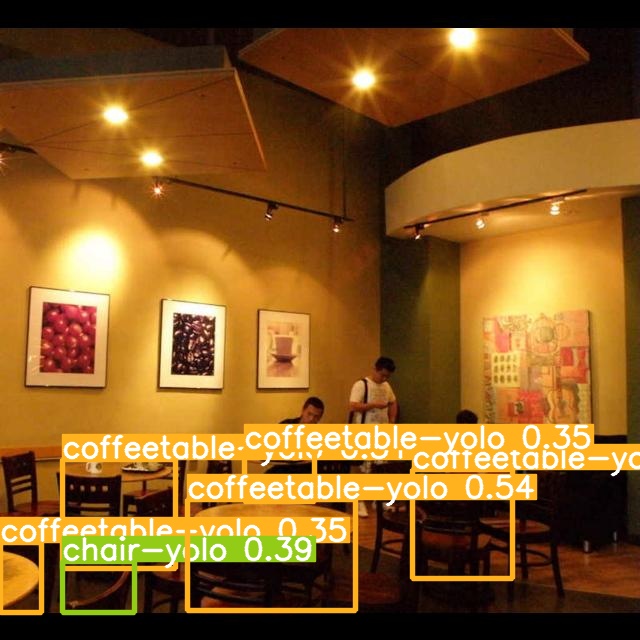 coffeetable-yolo 0.35
coffeetable-
coffeetable-yo
coffeetable-yolo 0.54
coffeetable--yolo 0.35
chair-yolo 0.39